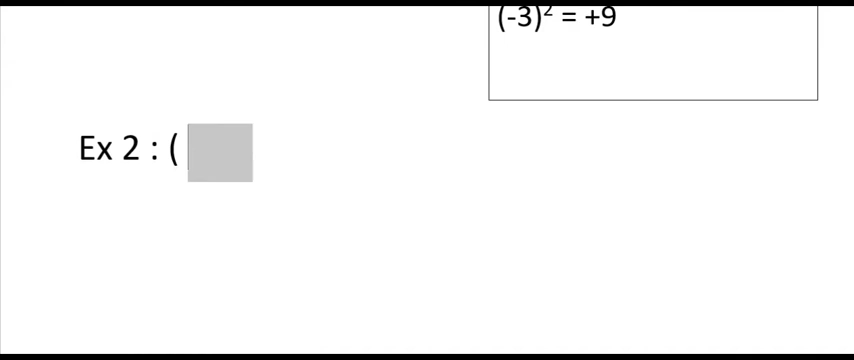 (-3)² = +9
Ex 2 : (